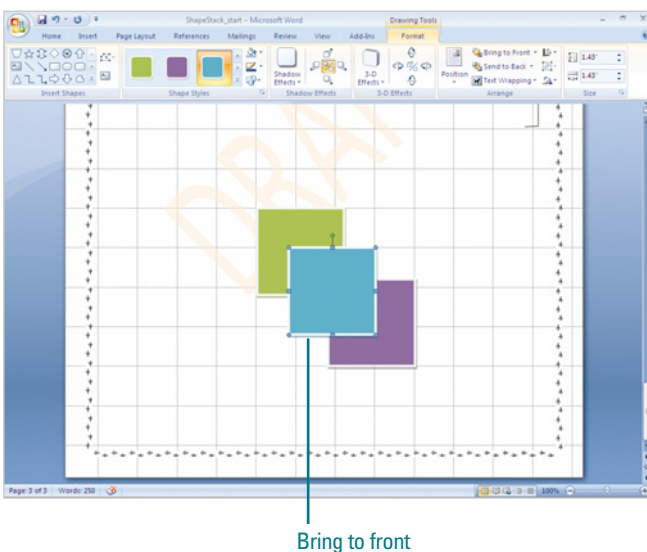 ShapeStack_start - Microsoft Word
Drawing Tools
Home Insert Page Layout References Mailings Review View Add-Ins Format
Shadow Effects
3-D Effects
Position
Bring to Front
Send to Back
Text Wrapping
1.43"
1.43"
Insert Shapes Shape Styles Shadow Effects 3-D Effects Arrange Size
Page: 3 of 3 Words: 258 100%
Bring to front